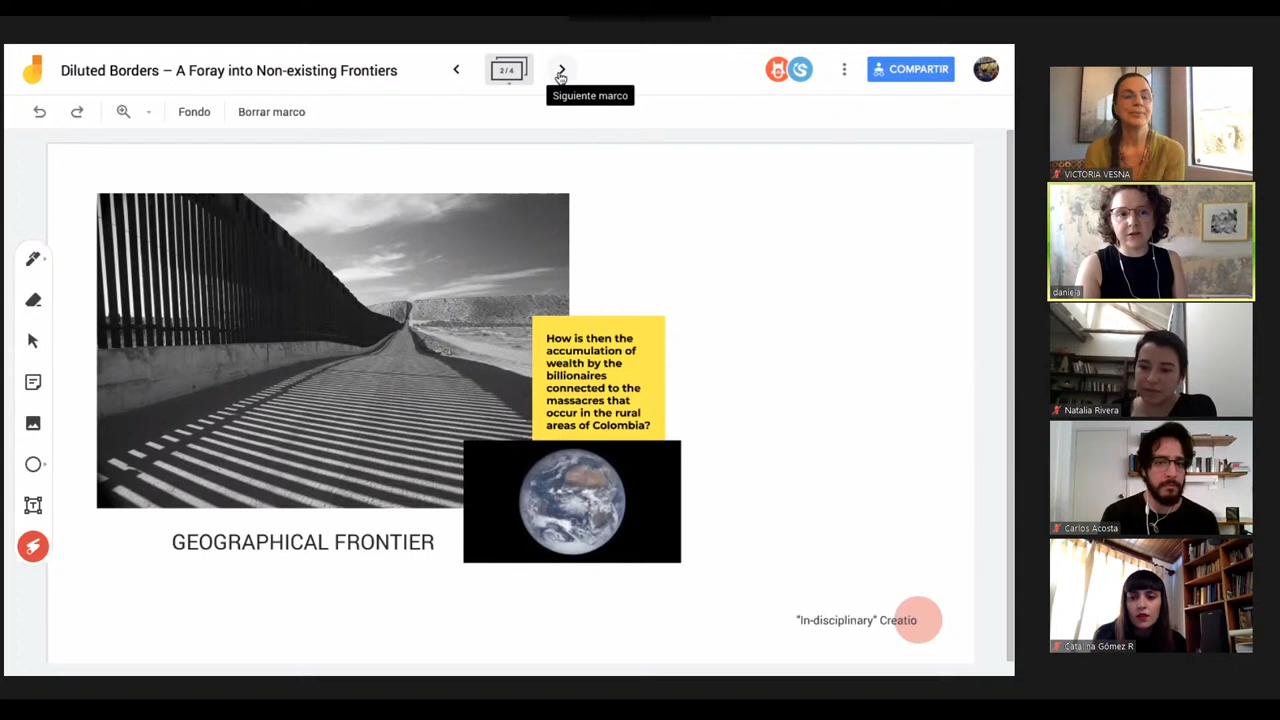 Diluted Borders – A Foray into Non-existing Frontiers
2/4
COMPARTIR
Siguiente marco
Fondo
Borrar marco
How is then the
accumulation of
wealth by the
billionaires
connected to the
massacres that
occur in the rural
areas of Colombia?
GEOGRAPHICAL FRONTIER
"In-disciplinary" Creatio
VICTORIA VESNA
daniela
Natalia Rivera
Carlos Acosta
Catalina Gómez R